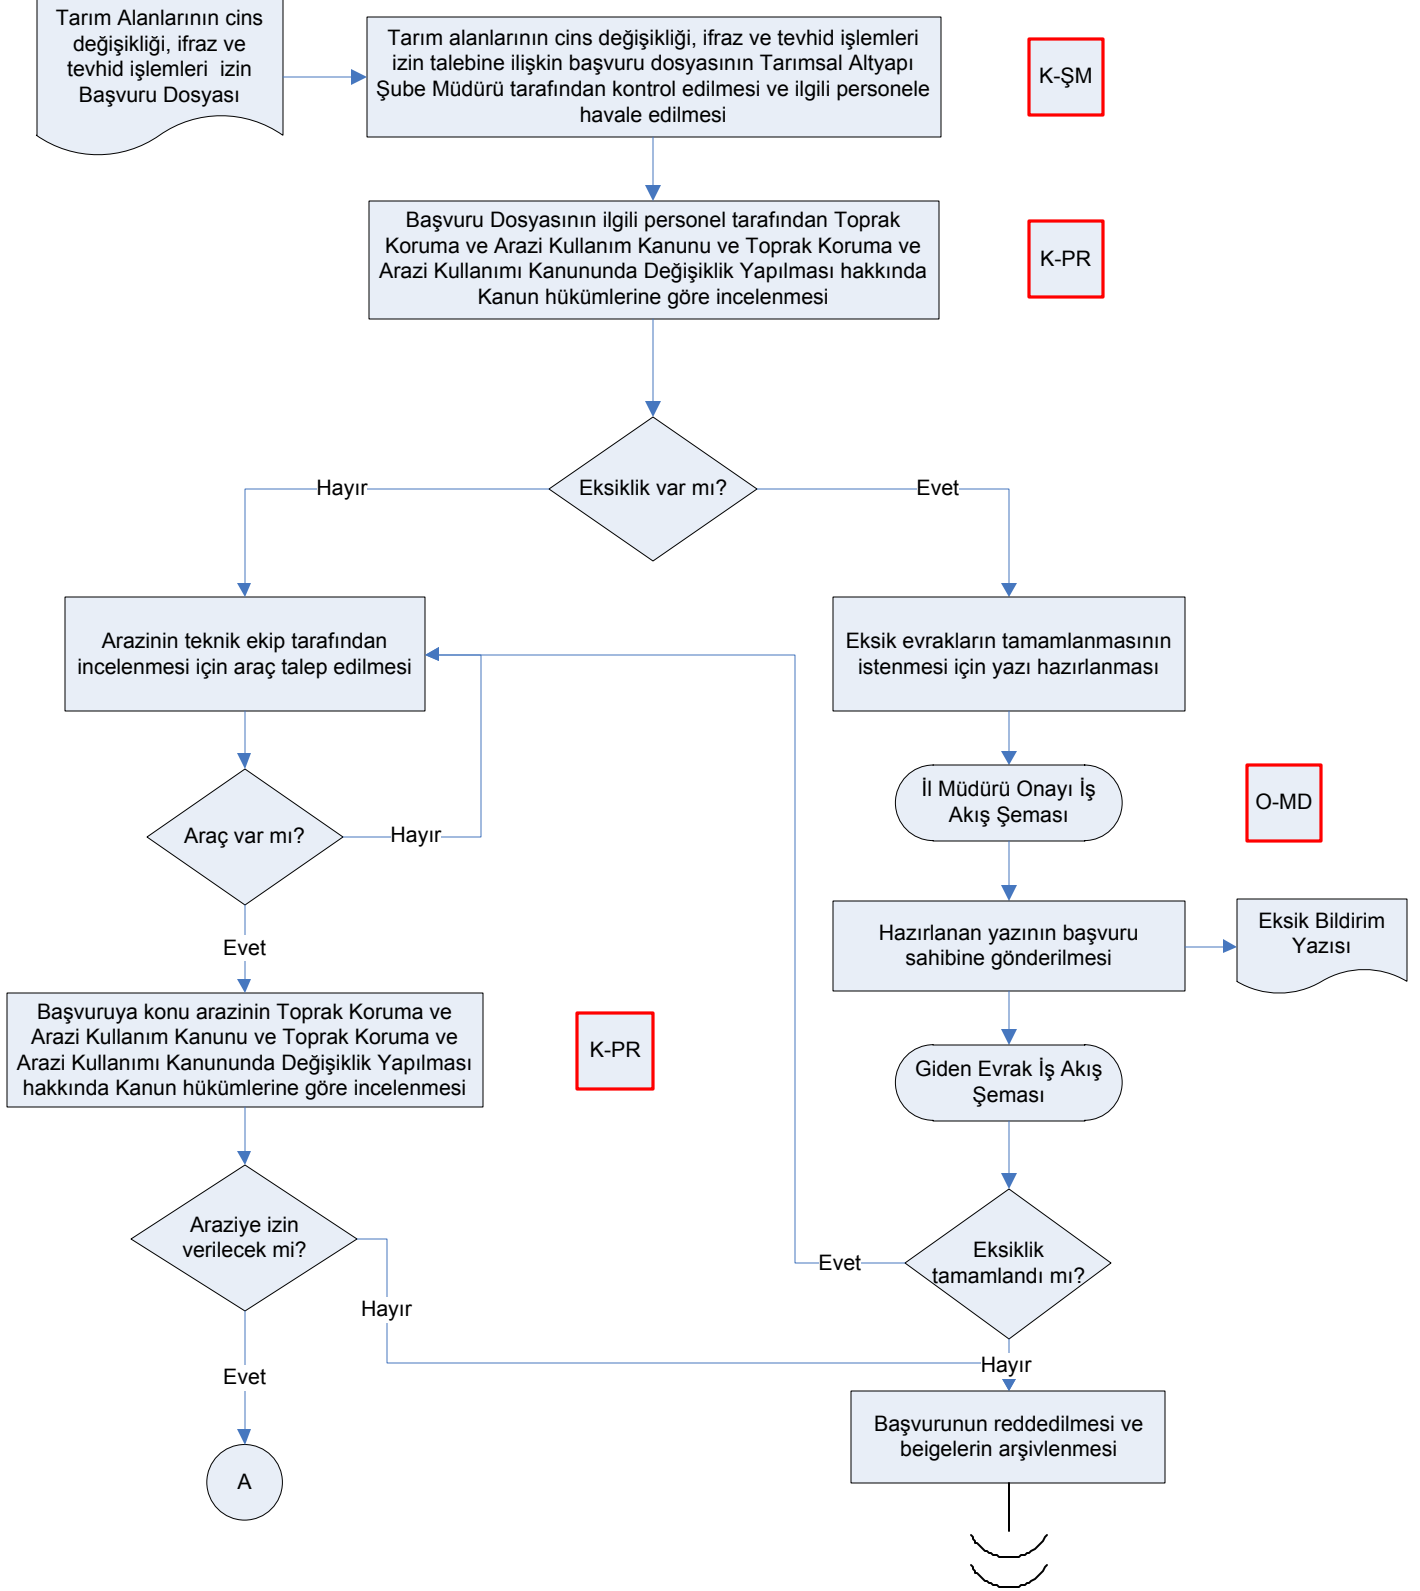 Tarım Alanlarının cins
değişikliği, ifraz ve
tevhid işlemleri  izin
Başvuru Dosyası
Tarım alanlarının cins değişikliği, ifraz ve tevhid işlemleri
izin talebine ilişkin başvuru dosyasının Tarımsal Altyapı
Şube Müdürü tarafından kontrol edilmesi ve ilgili personele
havale edilmesi
K-ŞM
Başvuru Dosyasının ilgili personel tarafından Toprak
Koruma ve Arazi Kullanım Kanunu ve Toprak Koruma ve
Arazi Kullanımı Kanununda Değişiklik Yapılması hakkında
Kanun hükümlerine göre incelenmesi
K-PR
Eksiklik var mı?
Hayır
Evet
Arazinin teknik ekip tarafından
incelenmesi için araç talep edilmesi
Eksik evrakların tamamlanmasının
istenmesi için yazı hazırlanması
Araç var mı?
Hayır
Evet
İl Müdürü Onayı İş
Akış Şeması
O-MD
Hazırlanan yazının başvuru
sahibine gönderilmesi
Eksik Bildirim
Yazısı
Başvuruya konu arazinin Toprak Koruma ve
Arazi Kullanım Kanunu ve Toprak Koruma ve
Arazi Kullanımı Kanununda Değişiklik Yapılması
hakkında Kanun hükümlerine göre incelenmesi
K-PR
Giden Evrak İş Akış
Şeması
Araziye izin
verilecek mi?
Hayır
Evet
Eksiklik
tamamlandı mı?
Evet
Hayır
Başvurunun reddedilmesi ve
beigelerin arşivlenmesi
A